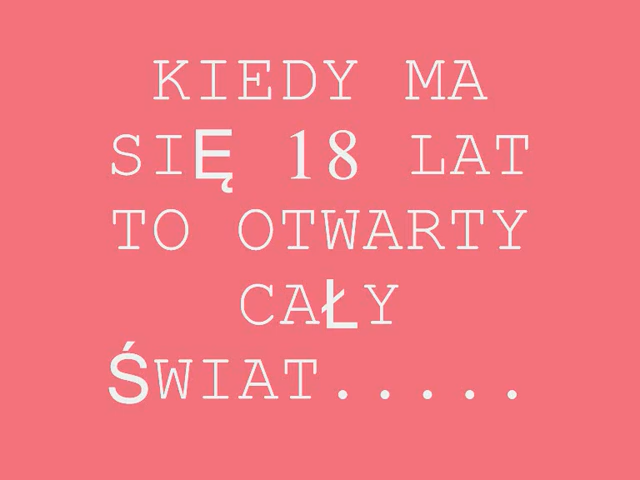 KIEDY MA
SIĘ 18 LAT
TO OTWARTY
CAŁY
ŚWIAT.....